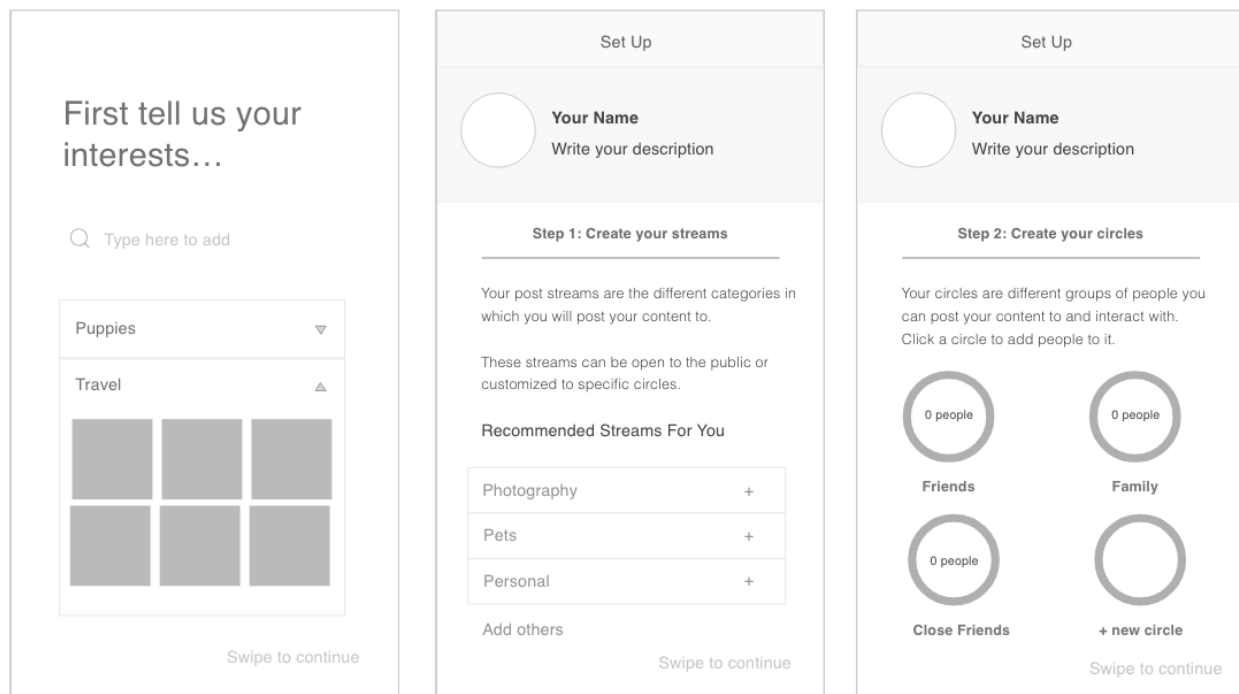 First tell us your
interests...
Type here to add
Puppies
Travel
Swipe to continue
Set Up
Your Name
Write your description
Step 1: Create your streams
Your post streams are the different categories in
which you will post your content to.
These streams can be open to the public or
customized to specific circles.
Recommended Streams For You
Photography +
Pets +
Personal +
Add others
Swipe to continue
Set Up
Your Name
Write your description
Step 2: Create your circles
Your circles are different groups of people you
can post your content to and interact with.
Click a circle to add people to it.
0 people
0 people
Friends
Family
0 people
Close Friends
+ new circle
Swipe to continue